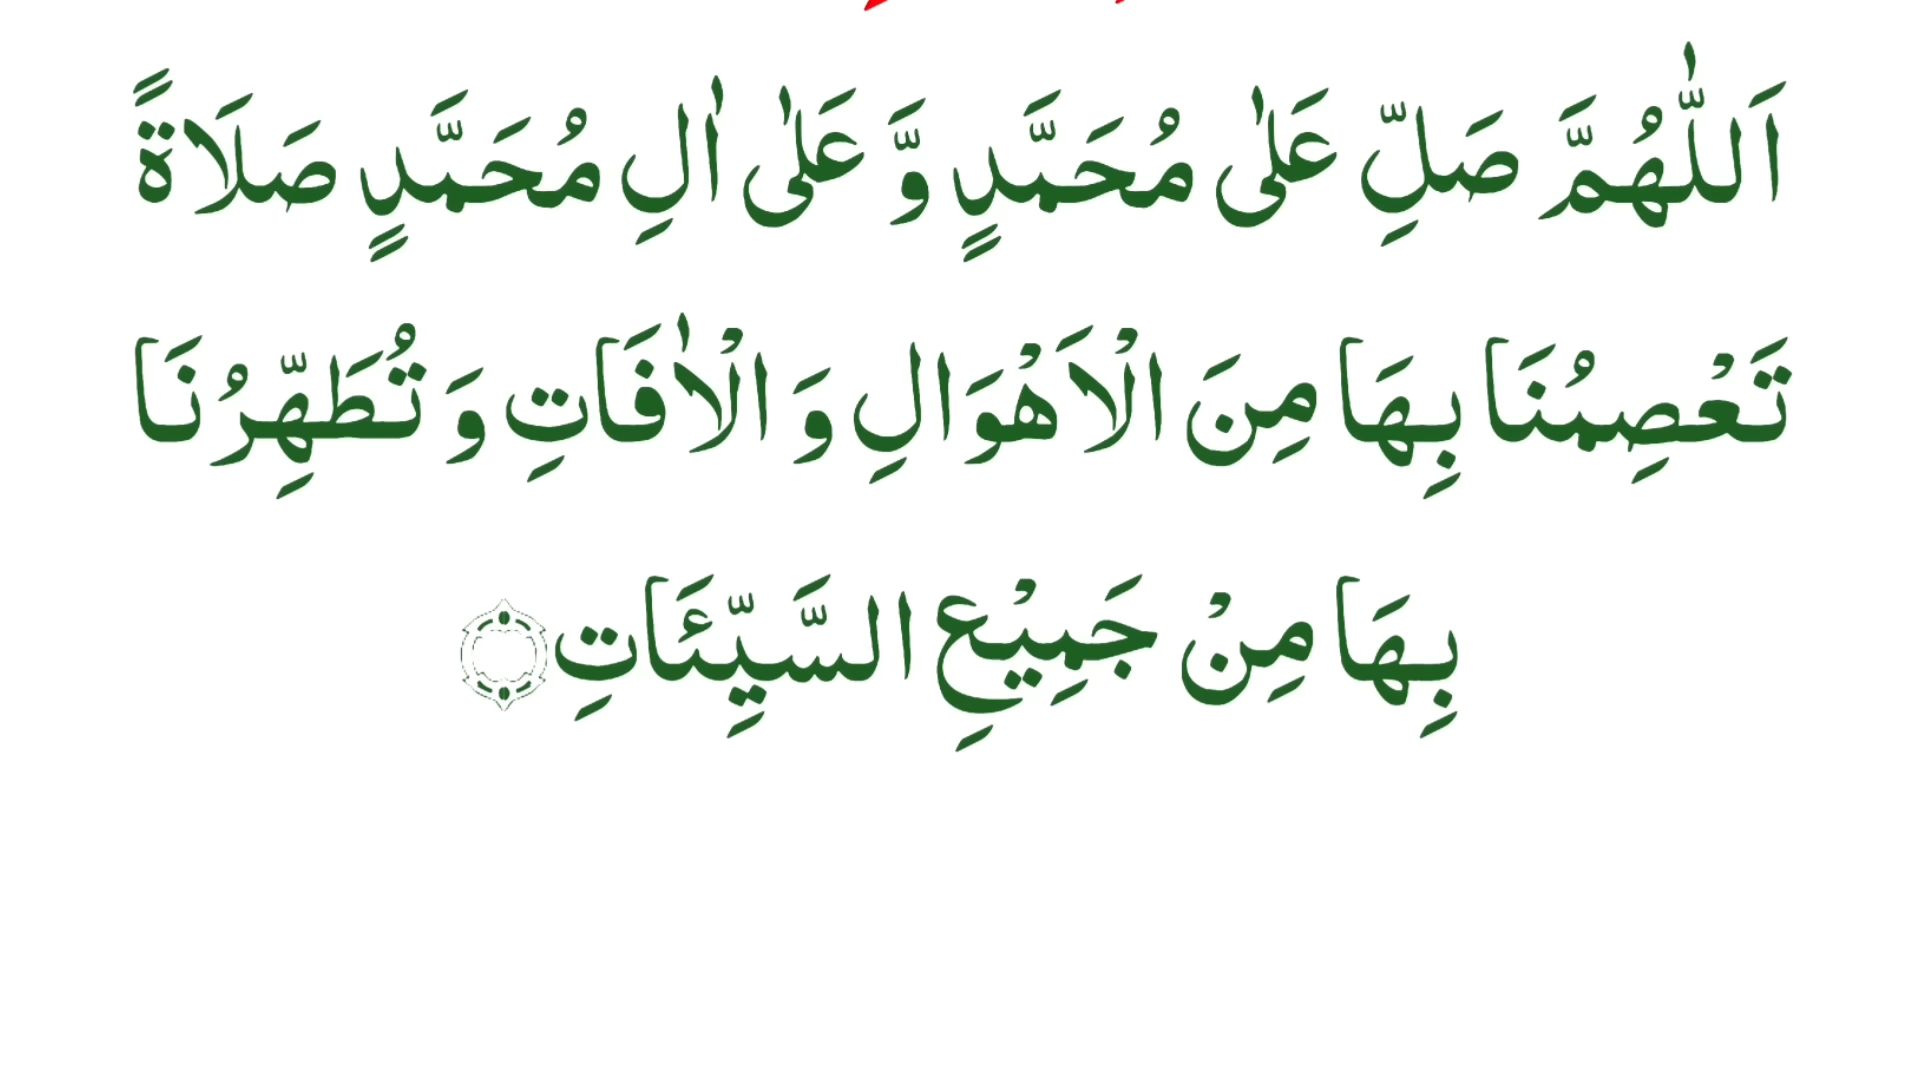 اَللّٰهُمَّ صَلِّ عَلٰى مُحَمَّدٍ وَّ عَلٰى اٰلِ مُحَمَّدٍ صَلَاةً
تَعْصِمُنَا بِهَا مِنَ الْاَهْوَالِ وَ الْاٰفَاتِ وَ تُطَهِّرُنَا
بِهَا مِنْ جَمِيْعِ السَّيِّئَاتِ ۝